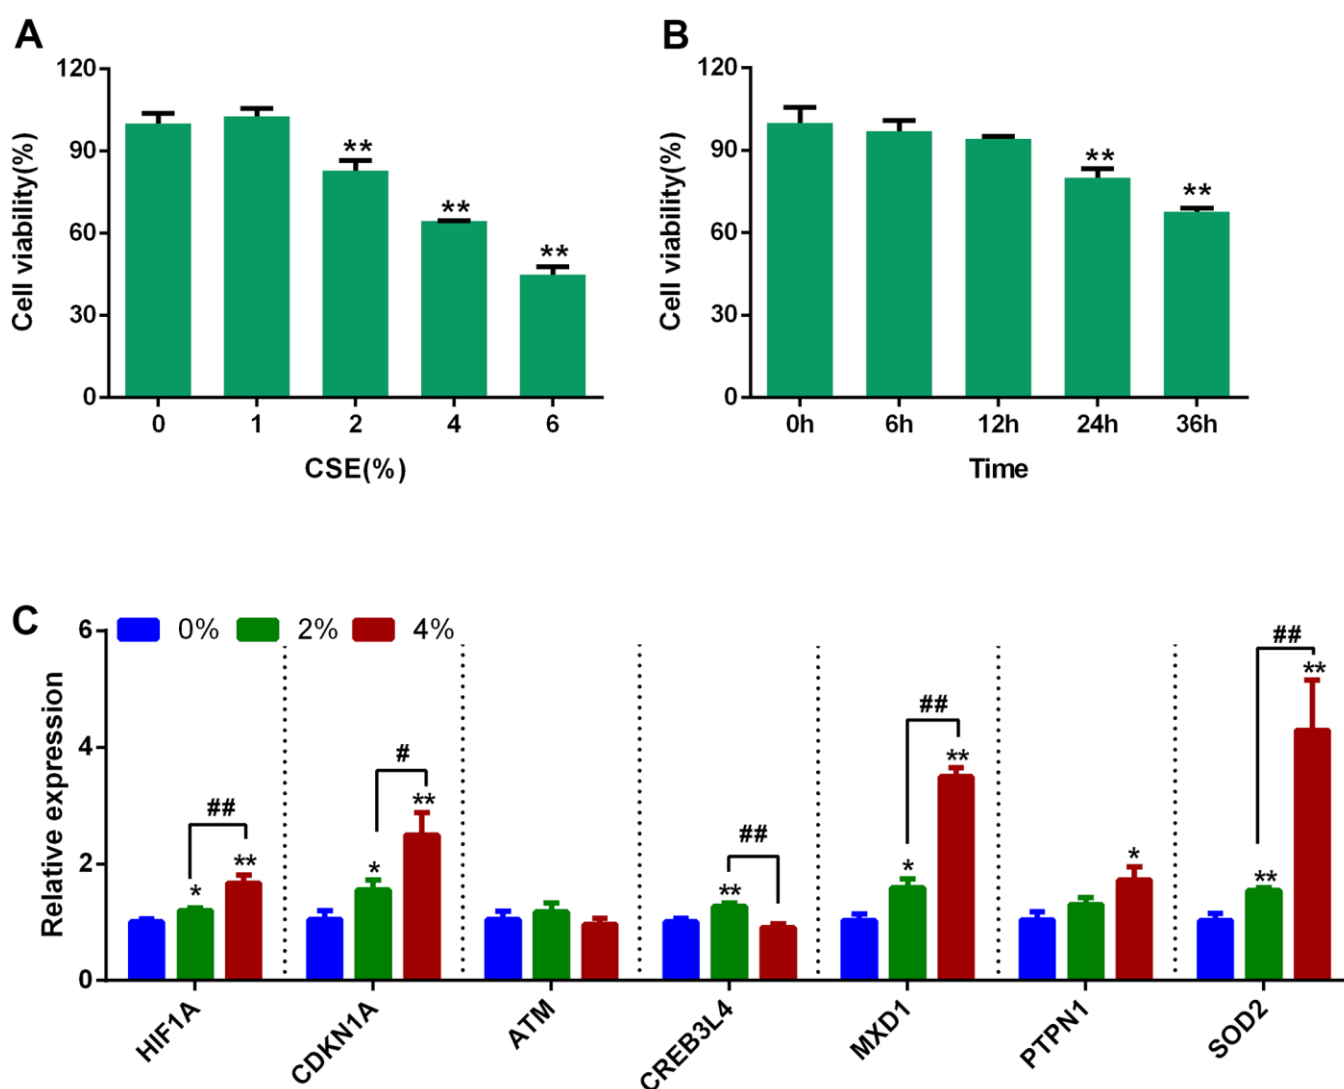 A
120
90
60
30
0
Cell viability(%)
**
**
**
0 1 2 4 6
CSE(%)
B
120
90
60
30
0
Cell viability(%)
**
**
0h 6h 12h 24h 36h
Time
C
0% 2% 4%
6
4
2
0
Relative expression
##
* **
#
* **
##
**
##
* **
*
##
** **
HIF1A CDKN1A ATM CREB3L4 MXD1 PTPN1 SOD2